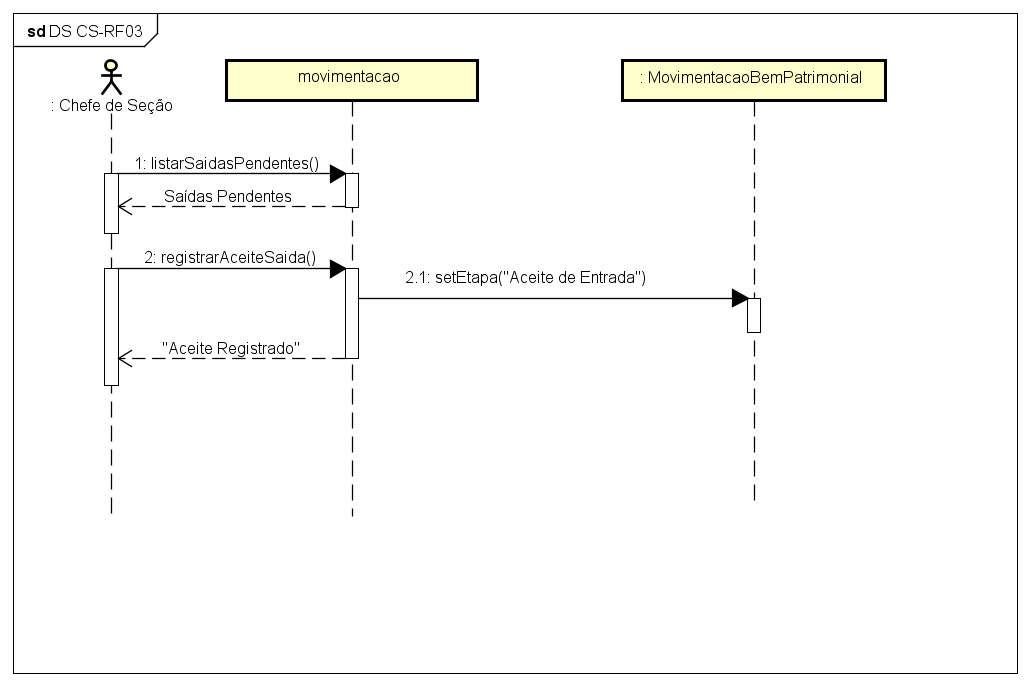 sd DS CS-RF03
: Chefe de Seção
movimentacao
: MovimentacaoBemPatrimonial
1: listarSaidasPendentes()
Saídas Pendentes
2: registrarAceiteSaida()
2.1: setEtapa("Aceite de Entrada")
"Aceite Registrado"